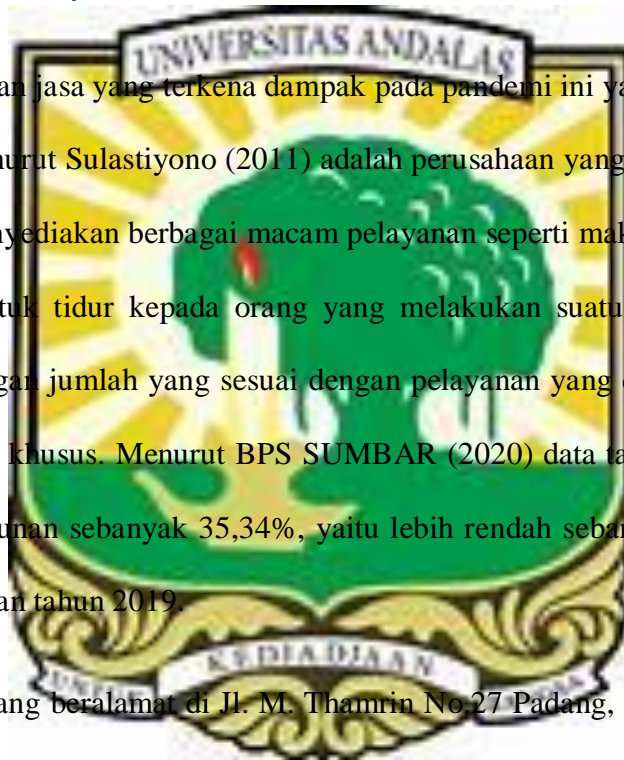 UNIVERSITAS ANDALAS
an jasa yang terkena dampak pada pandemi ini ya
nurut Sulastiyono (2011) adalah perusahaan yang
nyediakan berbagai macam pelayanan seperti mak
tuk tidur kepada orang yang melakukan suatu
gan jumlah yang sesuai dengan pelayanan yang
khusus. Menurut BPS SUMBAR (2020) data ta
unan sebanyak 35,34%, yaitu lebih rendah seba
an tahun 2019.
KEDJADJAAN
ang beralamat di Jl. M. Thamrin No.27 Padang,